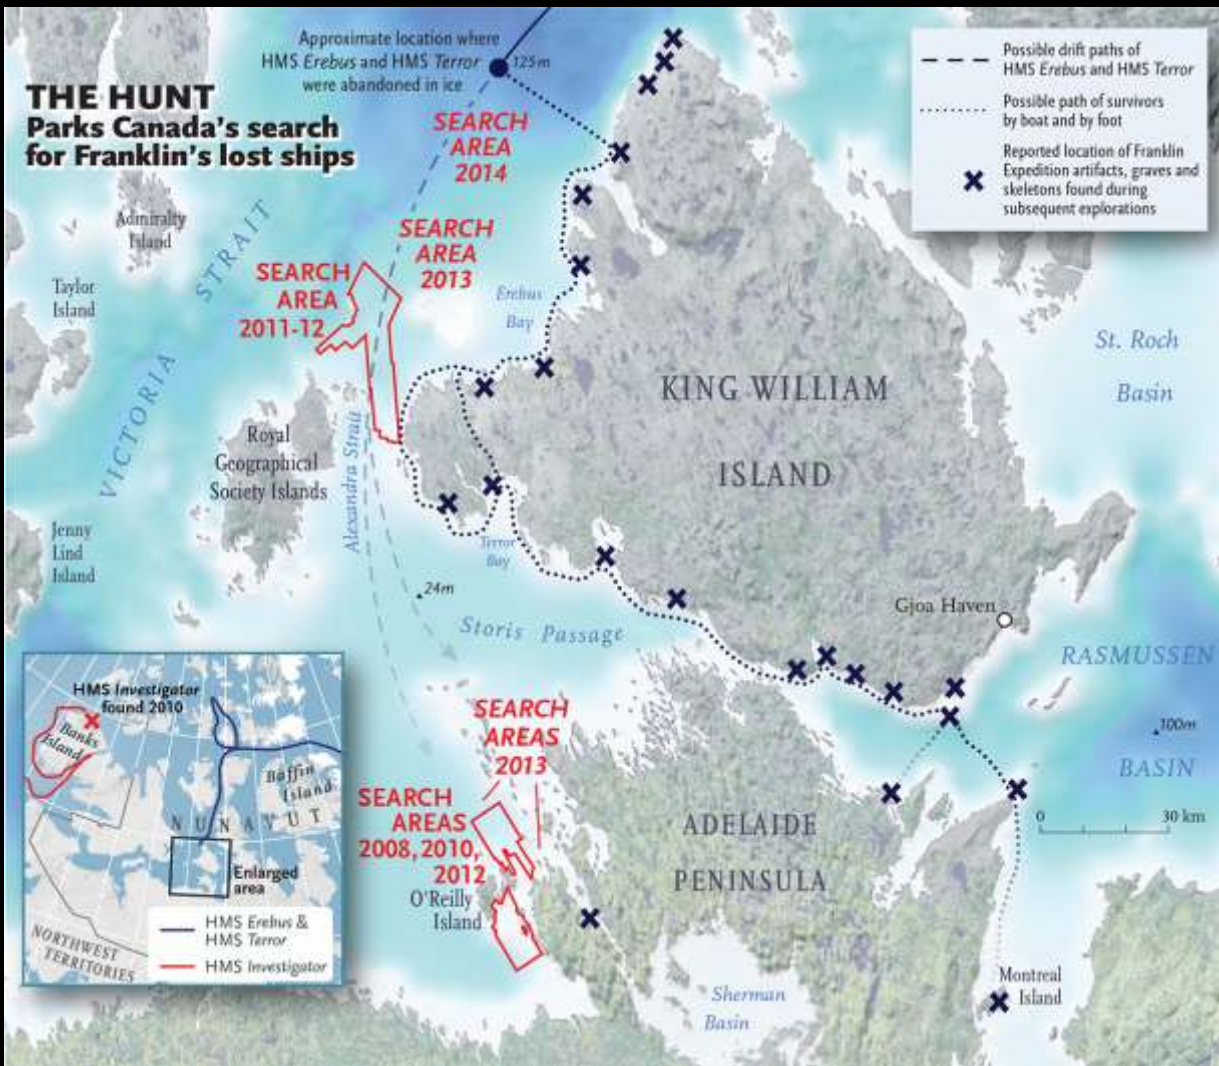 THE HUNT
Parks Canada's search
for Franklin's lost ships
Approximate location where
HMS Erebus and HMS Terror
were abandoned in ice
125m
Possible drift paths of
HMS Erebus and HMS Terror
Possible path of survivors
by boat and by foot
Reported location of Franklin
Expedition artifacts, graves and
skeletons found during
subsequent explorations
SEARCH
AREA
2014
SEARCH
AREA
2013
SEARCH
AREA
2011-12
Admiralty
Island
Taylor
Island
VICTORIA STRAIT
Erebus
Bay
St. Roch
Basin
KING WILLIAM
ISLAND
Royal
Geographical
Society Islands
Alexandra Strait
Jenny
Lind
Island
Terror
Bay
24m
Storis Passage
Gjoa Haven
RASMUSSEN
BASIN
100m
0 30 km
SEARCH
AREAS
2013
SEARCH
AREAS
2008, 2010,
2012
O'Reilly
Island
ADELAIDE
PENINSULA
Sherman
Basin
Montreal
Island
HMS Investigator
found 2010
Banks
Island
Baffin
Island
NUNAVUT
Enlarged
area
NORTHWEST
TERRITORIES
HMS Erebus &
HMS Terror
HMS Investigator